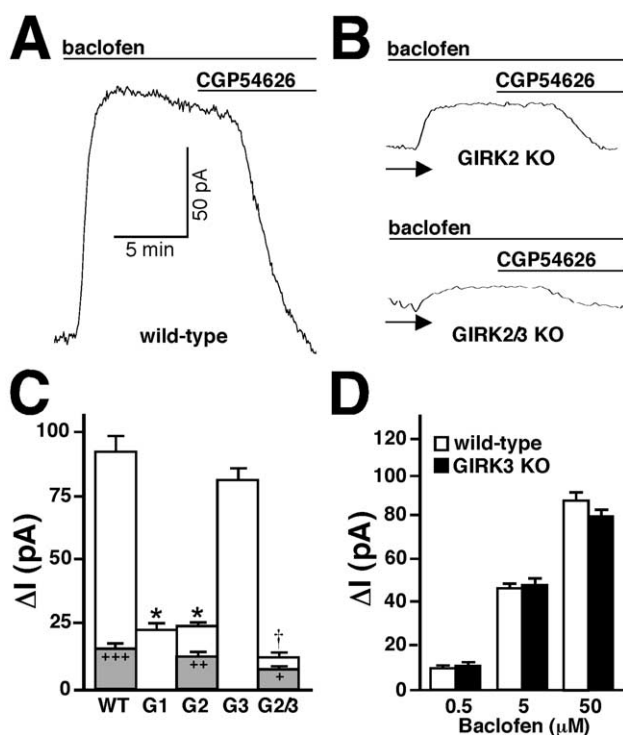 A
baclofen
CGP54626
50 pA
5 min
wild-type
B
baclofen
CGP54626
GIRK2 KO
baclofen
CGP54626
GIRK2/3 KO
C
ΔI (pA)
100
75
50
25
0
* * †
+++ ++ +
WT G1 G2 G3 G2/3
D
ΔI (pA)
120
100
80
60
40
20
0
wild-type
GIRK3 KO
0.5 5 50
Baclofen (μM)